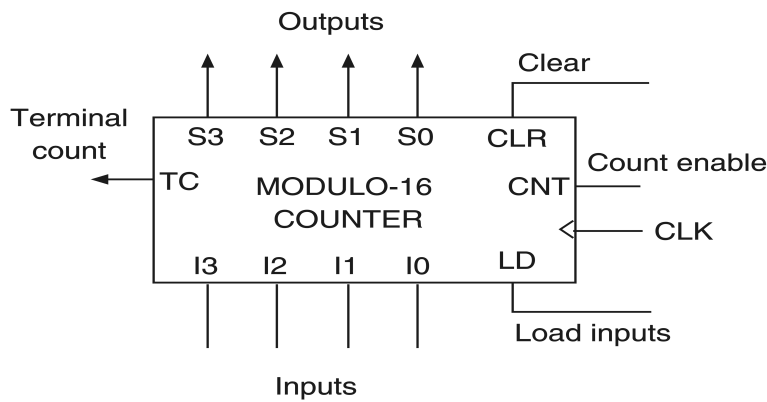 Outputs
Clear
Terminal
count
S3 S2 S1 S0 CLR
Count enable
TC MODULO-16 CNT
COUNTER
CLK
I3 I2 I1 I0 LD
Load inputs
Inputs